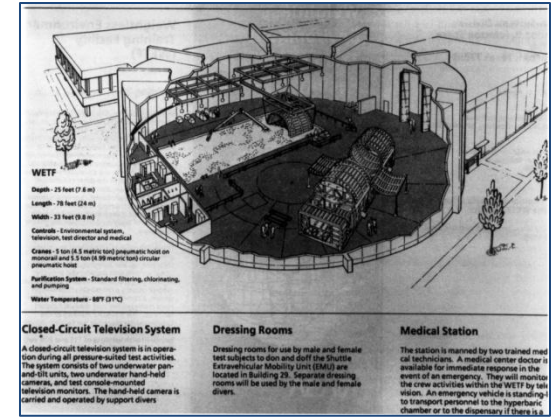 WETF
Depth - 25 feet (7.6 m)
Length - 78 feet (24 m)
Width - 33 feet (9.8 m)
Controls - Environmental system,
television, test director and medical
Cranes - 5 ton (4.5 metric ton) pneumatic hoist on
monorail and 5.5 ton (4.99 metric ton) circular
pneumatic hoist
Purification System - Standard filtering, chlorinating,
and pumping
Water Temperature - 88°F (31°C)
Closed-Circuit Television System
A closed-circuit television system is in opera-
tion during all pressure-suited test activities.
The system consists of two underwater pan-
and-tilt units, two underwater hand-held
cameras, and test console-mounted
television monitors. The hand-held camera is
carried and operated by support divers
Dressing Rooms
Dressing rooms for use by male and female
test subjects to don and doff the Shuttle
Extravehicular Mobility Unit (EMU) are
located in Building 29. Separate dressing
rooms will be used by the male and female
divers.
Medical Station
The station is manned by two trained med
cal technicians. A medical center doctor is
available for immediate response in the
event of an emergency. They will monitor
the crew activities within the WETF by tele
vision. An emergency vehicle is standing-
to transport personnel to the hyperbaric
chamber or to the dispensary if there is